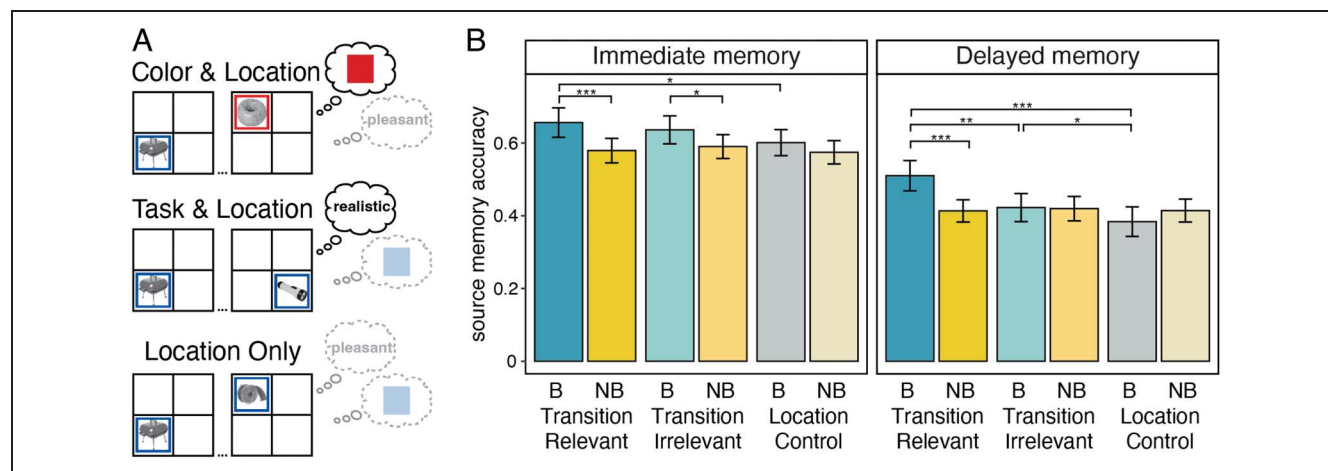 A
Color & Location
pleasant
...
Task & Location
realistic
...
Location Only
pleasant
...
B
Immediate memory
Delayed memory
source memory accuracy
0.6
0.4
0.2
0
*
***
*
***
**
*
***
B NB B NB B NB
Transition Transition Location
Relevant Irrelevant Control
B NB B NB B NB
Transition Transition Location
Relevant Irrelevant Control